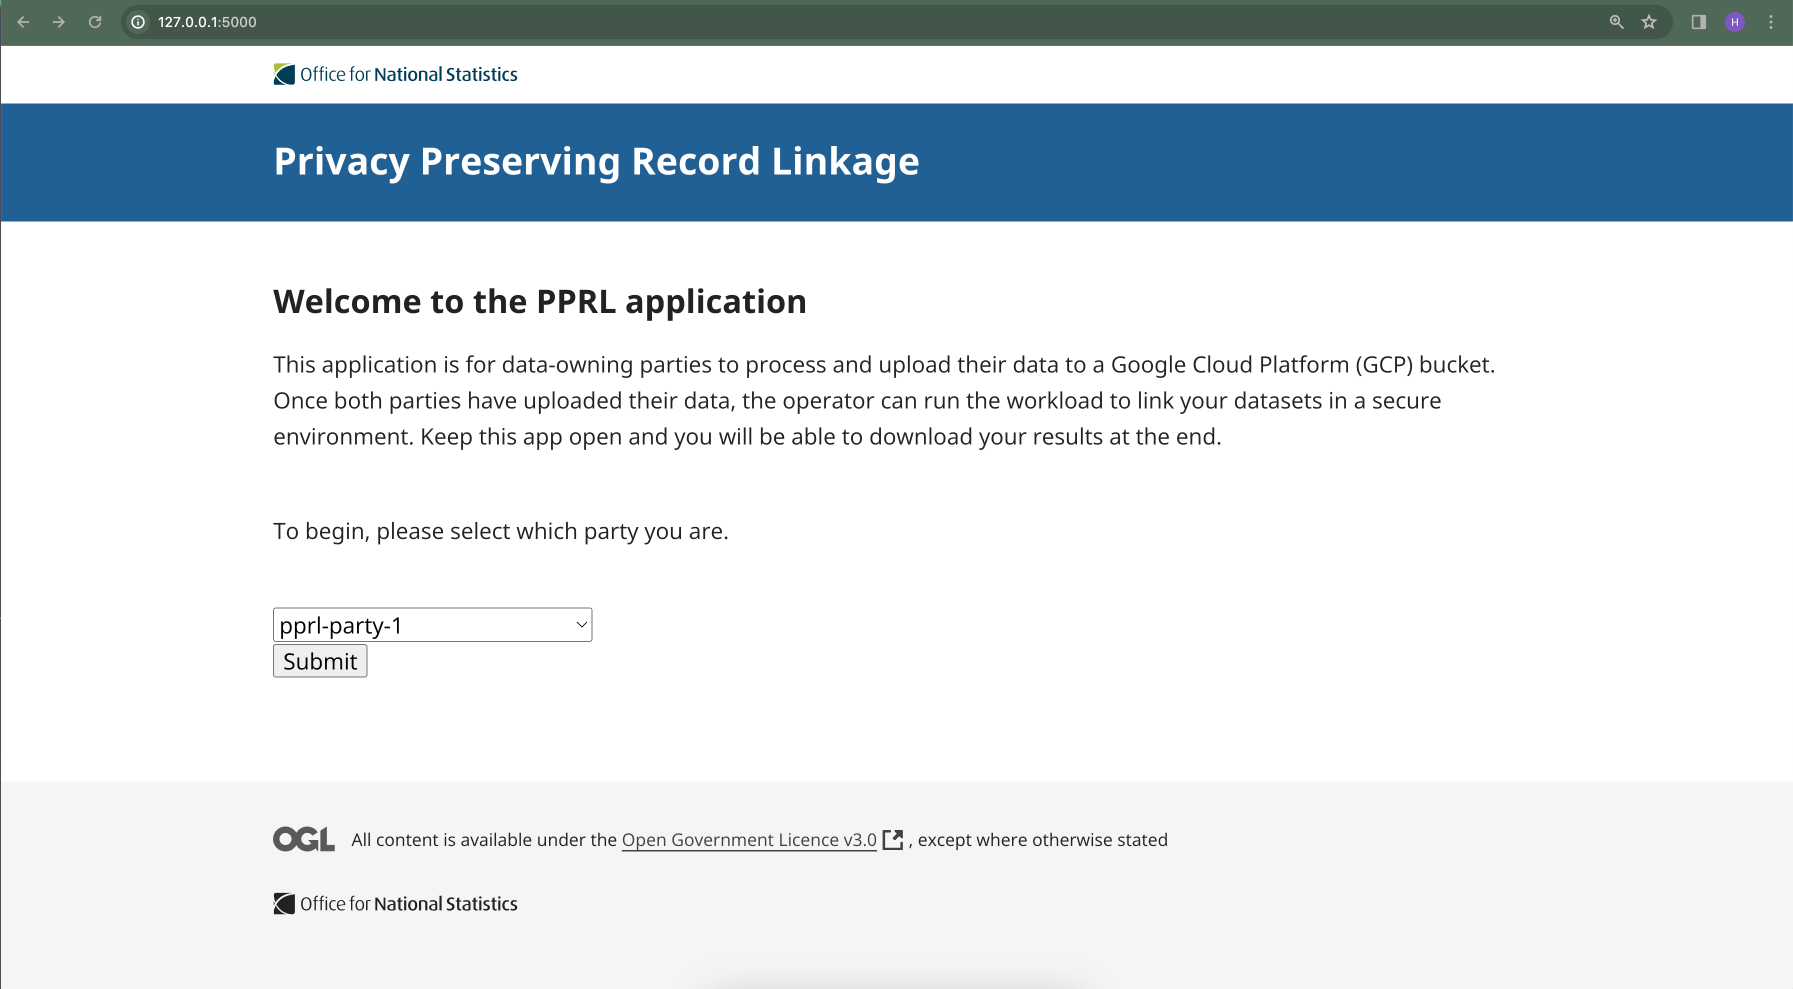 127.0.0.1:5000
H
Office for National Statistics
Privacy Preserving Record Linkage
Welcome to the PPRL application
This application is for data-owning parties to process and upload their data to a Google Cloud Platform (GCP) bucket.
Once both parties have uploaded their data, the operator can run the workload to link your datasets in a secure
environment. Keep this app open and you will be able to download your results at the end.
To begin, please select which party you are.
pprl-party-1
Submit
OGL All content is available under the Open Government Licence v3.0 , except where otherwise stated
Office for National Statistics